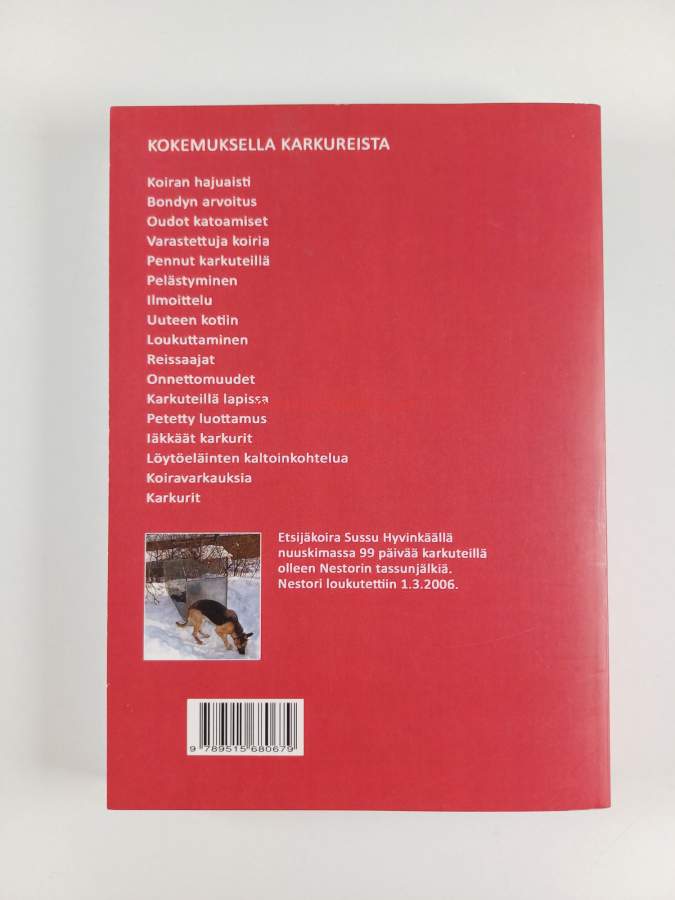 KOKEMUKSELLA KARKUREISTA
Koiran hajuaisti
Bondyn arvoitus
Oudot katoamiset
Varastettuja koiria
Pennut karkuteillä
Pelästyminen
Ilmoittelu
Uuteen kotiin
Loukuttaminen
Reissaajat
Onnettomuudet
Karkuteillä lapissa
Petetty luottamus
Iäkkäät karkurit
Löytöeläinten kaltoinkohtelua
Koiravarkauksia
Karkurit
Etsijäkoira Sussu Hyvinkäällä
nuuskimassa 99 päivää karkuteillä
olleen Nestorin tassunjälkiä.
Nestori loukutettiin 1.3.2006.
9 789515 680679